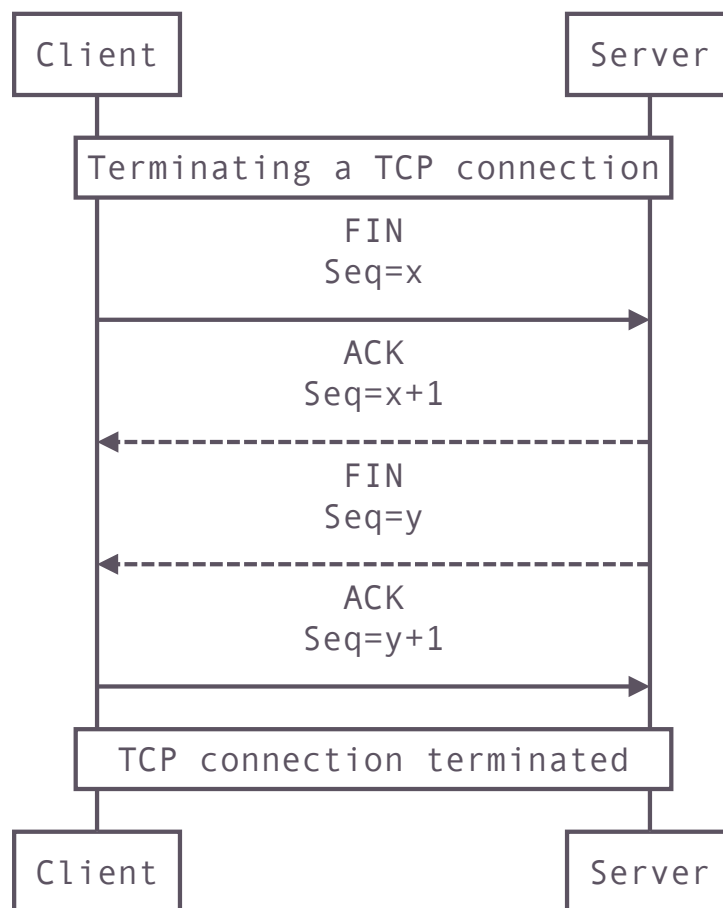 Client
Server
Terminating a TCP connection
FIN
Seq=x
ACK
Seq=x+1
FIN
Seq=y
ACK
Seq=y+1
TCP connection terminated
Client
Server